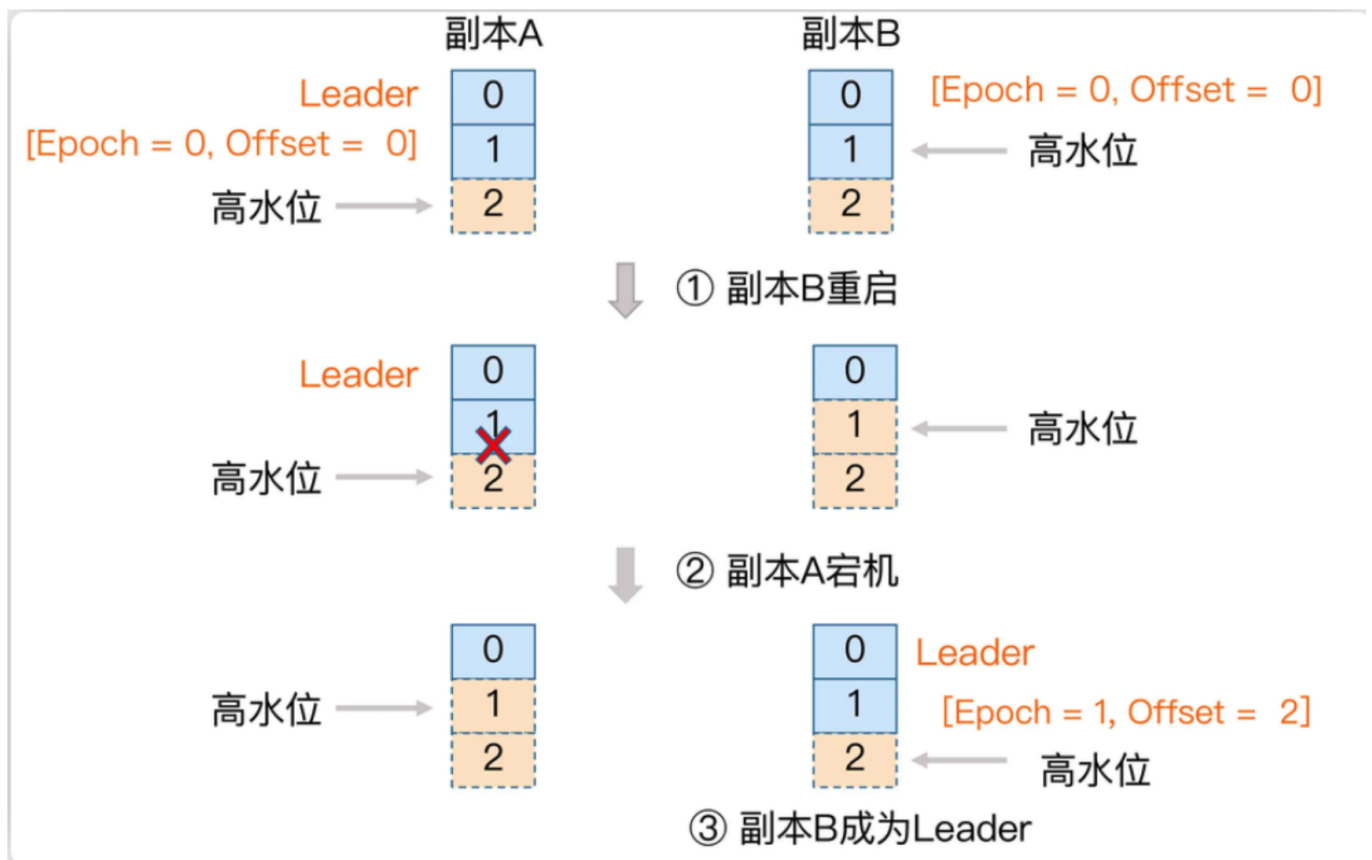 副本A 副本B
Leader
[Epoch = 0, Offset = 0]
高水位
0
1
2
0
1
2
[Epoch = 0, Offset = 0]
高水位
① 副本B重启
Leader
高水位
0
1
2
0
1
2
高水位
② 副本A宕机
高水位
0
1
2
0
1
2
Leader
[Epoch = 1, Offset = 2]
高水位
③ 副本B成为Leader